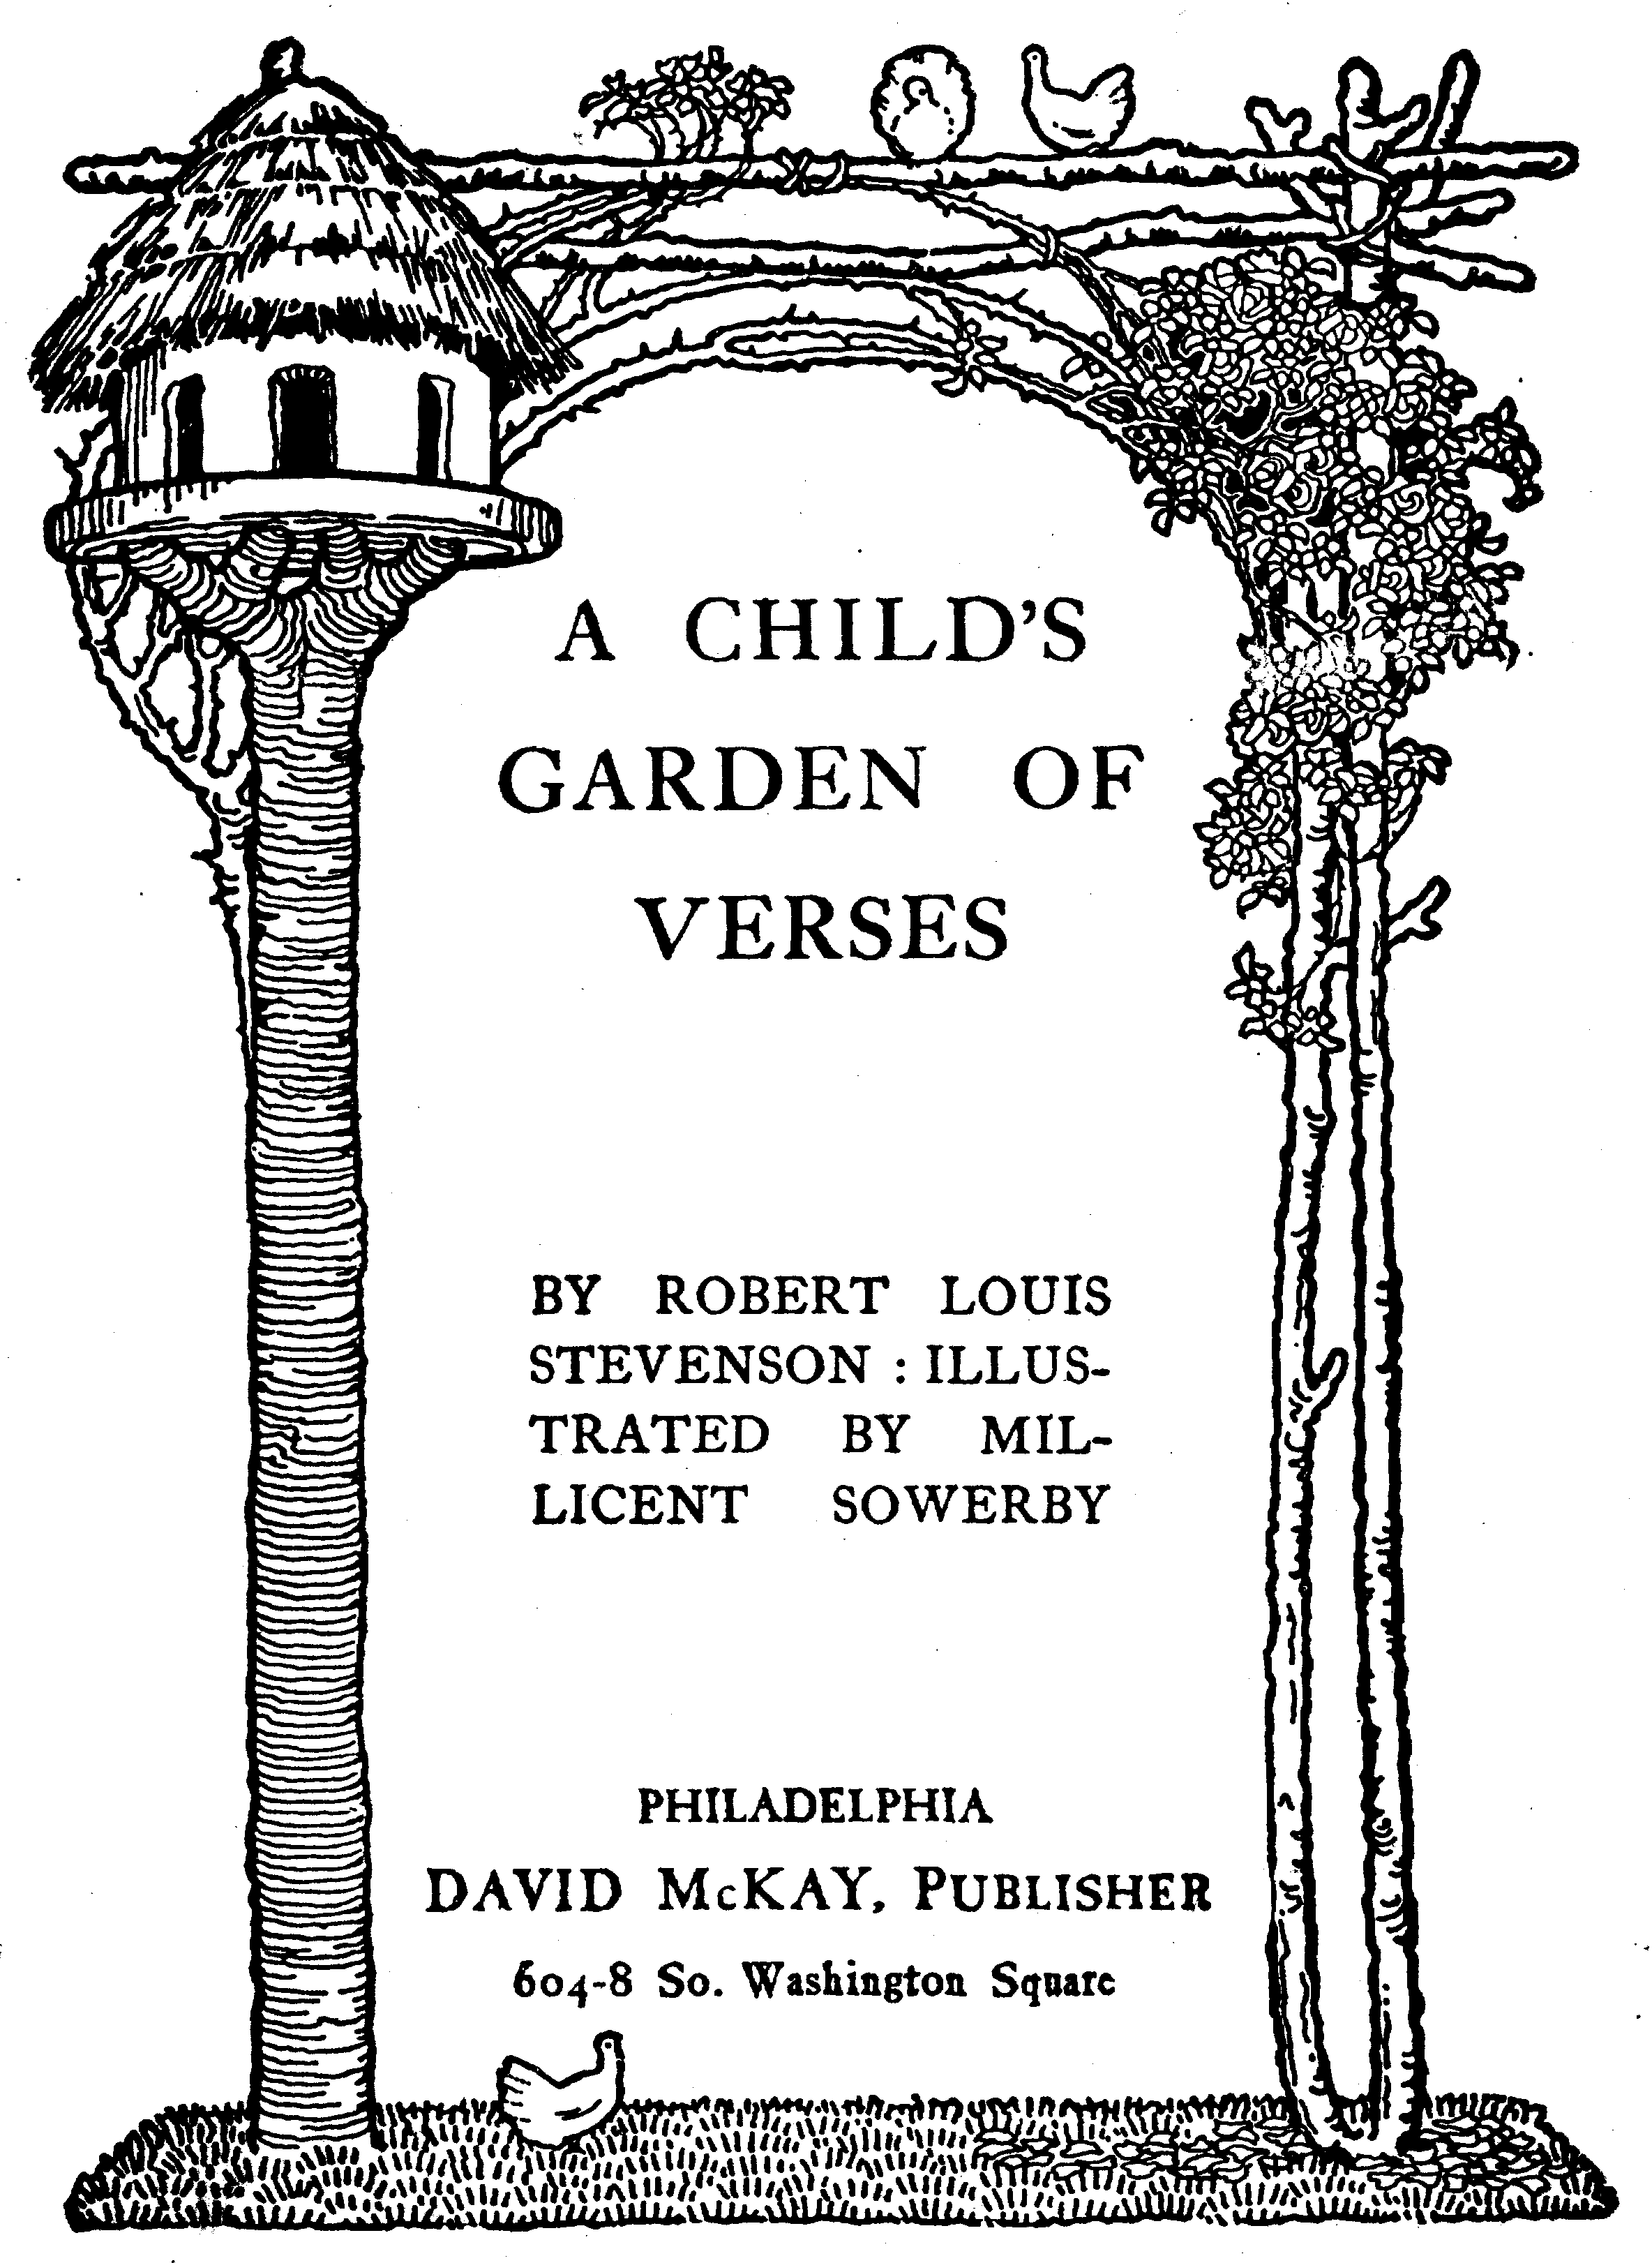 A CHILD'S
GARDEN OF
VERSES
BY ROBERT LOUIS
STEVENSON : ILLUS-
TRATED BY MIL-
LICENT SOWERBY
PHILADELPHIA
DAVID McKAY, PUBLISHER
604-8 So. Washington Square